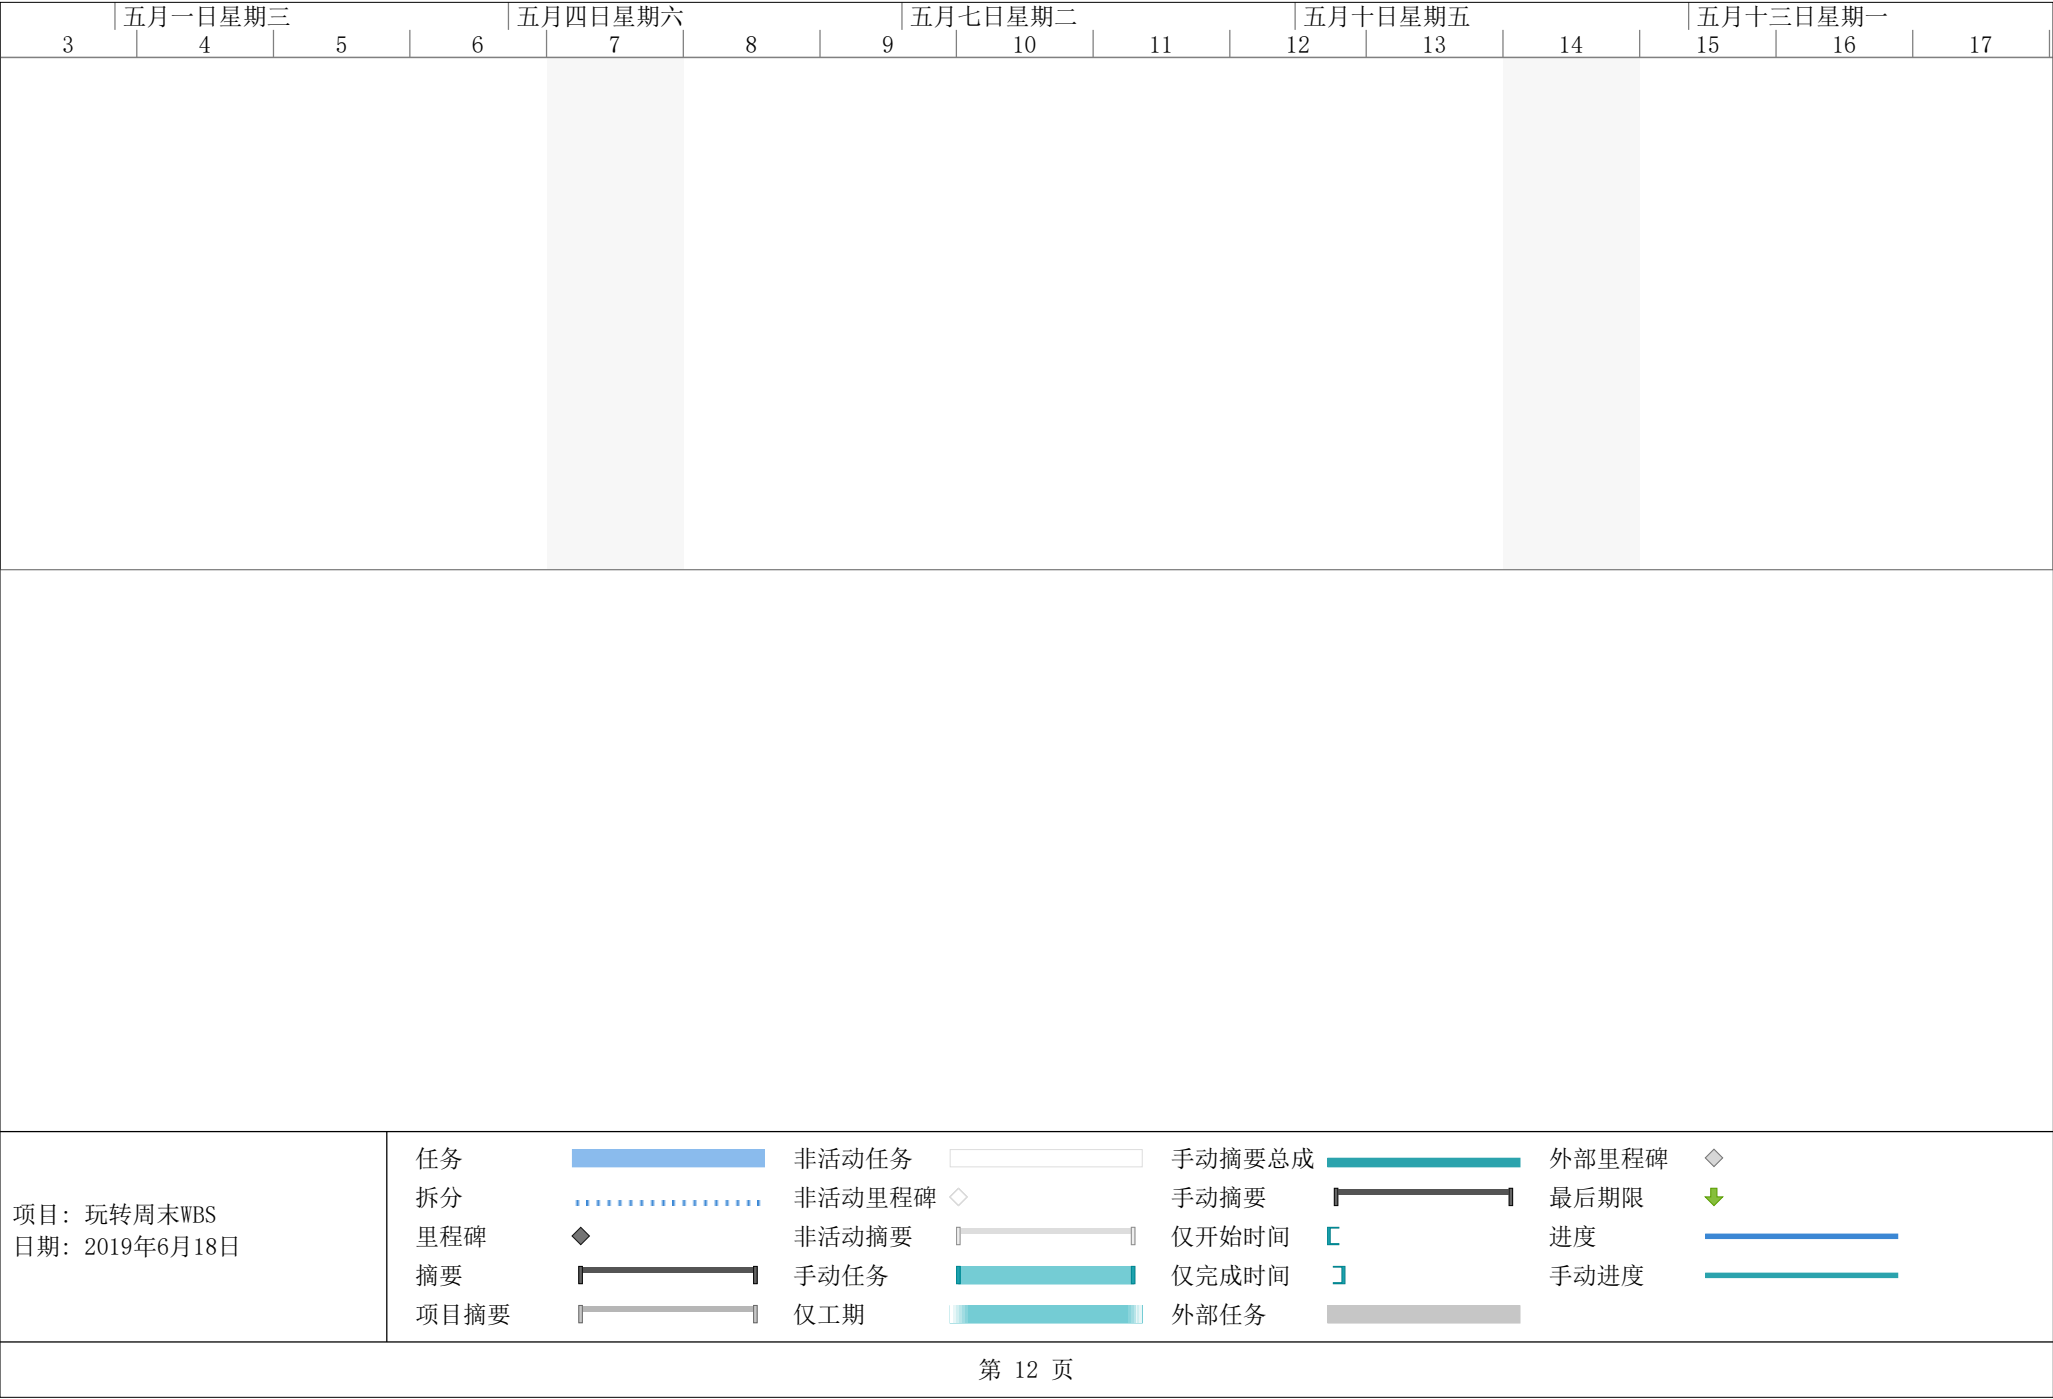 五月一日星期三 五月四日星期六 五月七日星期二 五月十日星期五 五月十三日星期一
3 4 5 6 7 8 9 10 11 12 13 14 15 16 17
项目: 玩转周末WBS
日期: 2019年6月18日
任务 非活动任务 手动摘要总成 外部里程碑
拆分 非活动里程碑 手动摘要 最后期限
里程碑 非活动摘要 仅开始时间 进度
摘要 手动任务 仅完成时间 手动进度
项目摘要 仅工期 外部任务
第 12 页